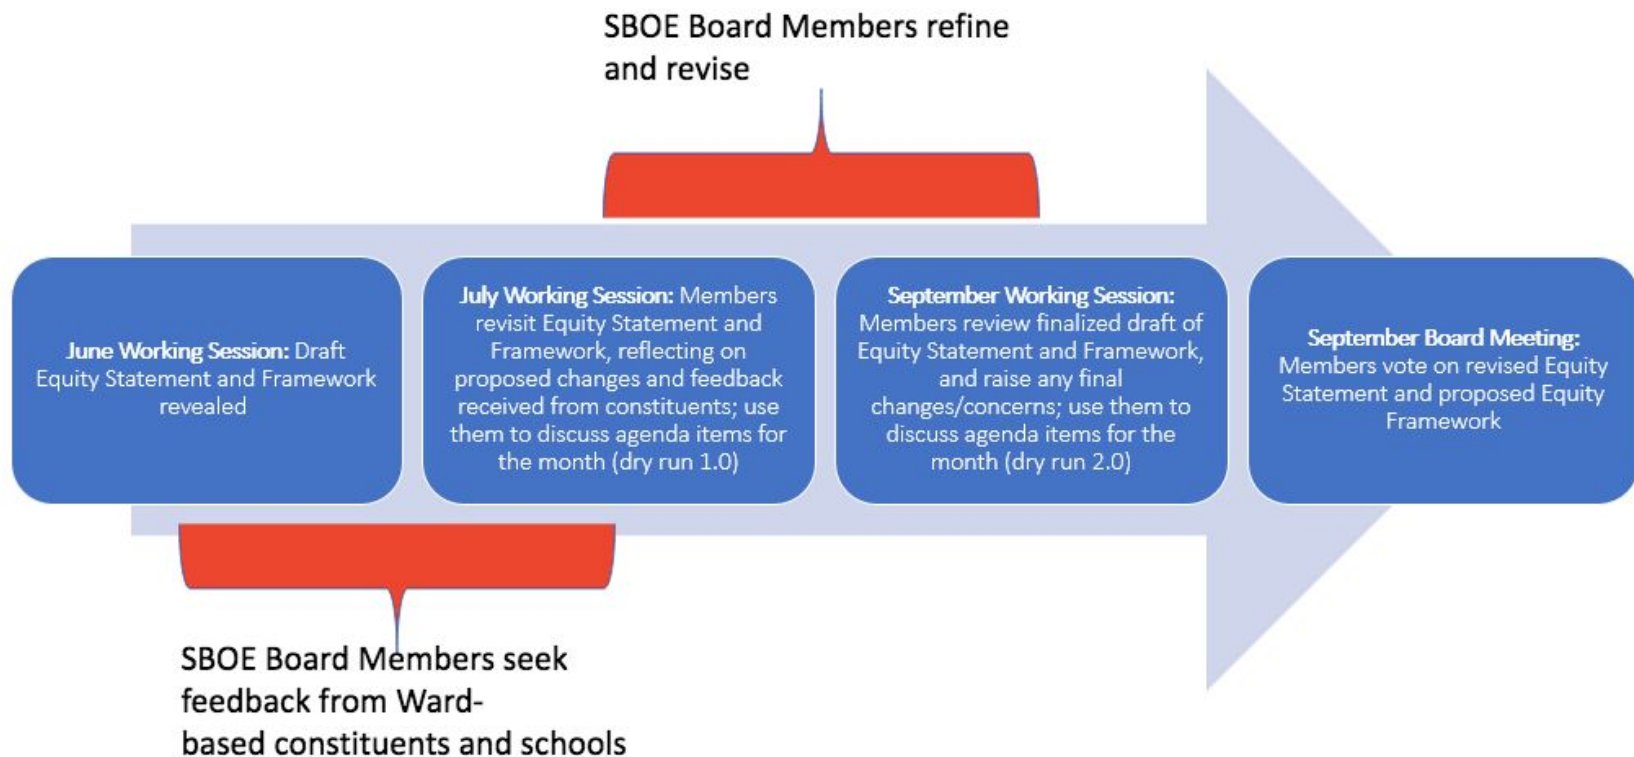 SBOE Board Members refine
and revise
June Working Session: Draft
Equity Statement and Framework
revealed
July Working Session: Members
revisit Equity Statement and
Framework, reflecting on
proposed changes and feedback
received from constituents; use
them to discuss agenda items for
the month (dry run 1.0)
September Working Session:
Members review finalized draft of
Equity Statement and Framework,
and raise any final
changes/concerns; use them to
discuss agenda items for the
month (dry run 2.0)
September Board Meeting:
Members vote on revised Equity
Statement and proposed Equity
Framework
SBOE Board Members seek
feedback from Ward-
based constituents and schools